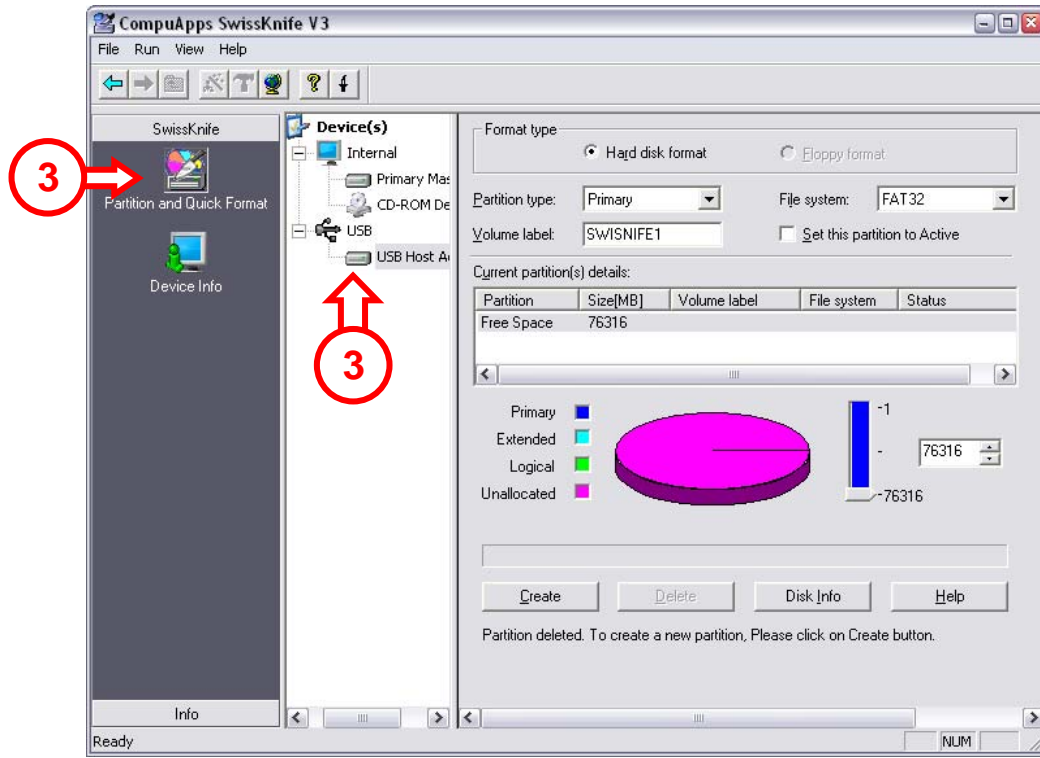 CompuApps SwissKnife V3
File Run View Help
SwissKnife
3
Partition and Quick Format
Device Info
Info
Device(s)
Internal
Primary Mas
CD-ROM De
USB
USB Host A
3
Format type
Hard disk format Floppy format
Partition type: Primary File system: FAT32
Volume label: SWISNIFE1 Set this partition to Active
Current partition(s) details:
Partition Size[MB] Volume label File system Status
Free Space 76316
Primary
Extended
Logical
Unallocated
-1
-
-76316
76316
Create Delete Disk Info Help
Partition deleted. To create a new partition, Please click on Create button.
Ready NUM